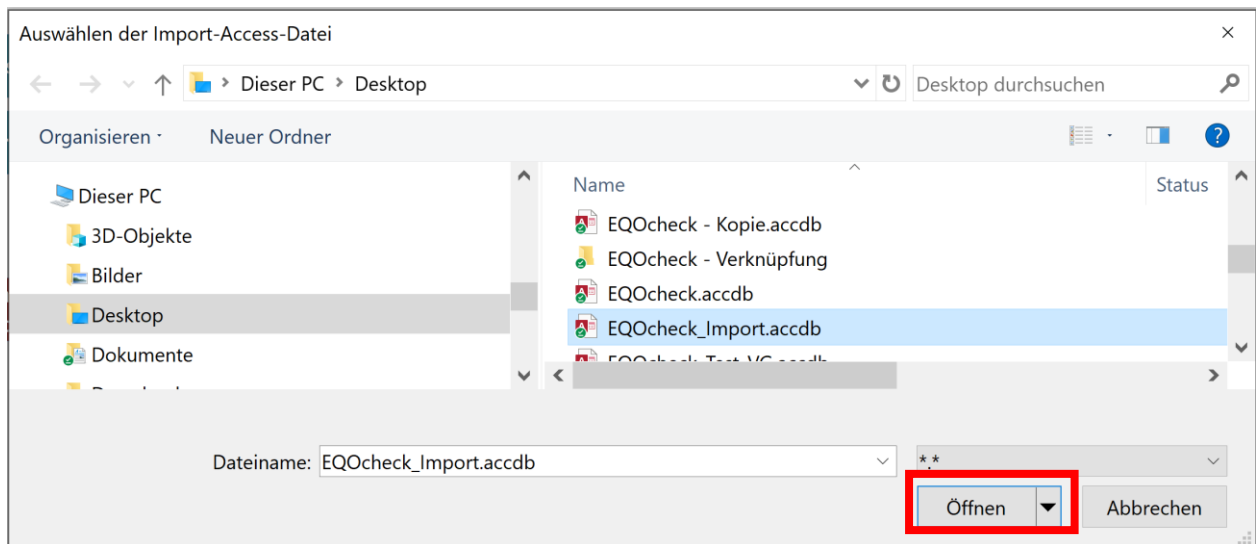 Auswählen der Import-Access-Datei
Dieser PC > Desktop
Desktop durchsuchen
Organisieren
Neuer Ordner
Dieser PC
3D-Objekte
Bilder
Desktop
Dokumente
Name
Status
EQOcheck - Kopie.accdb
EQOcheck - Verknüpfung
EQOcheck.accdb
EQOcheck_Import.accdb
Dateiname: EQOcheck_Import.accdb
*.*
Öffnen
Abbrechen